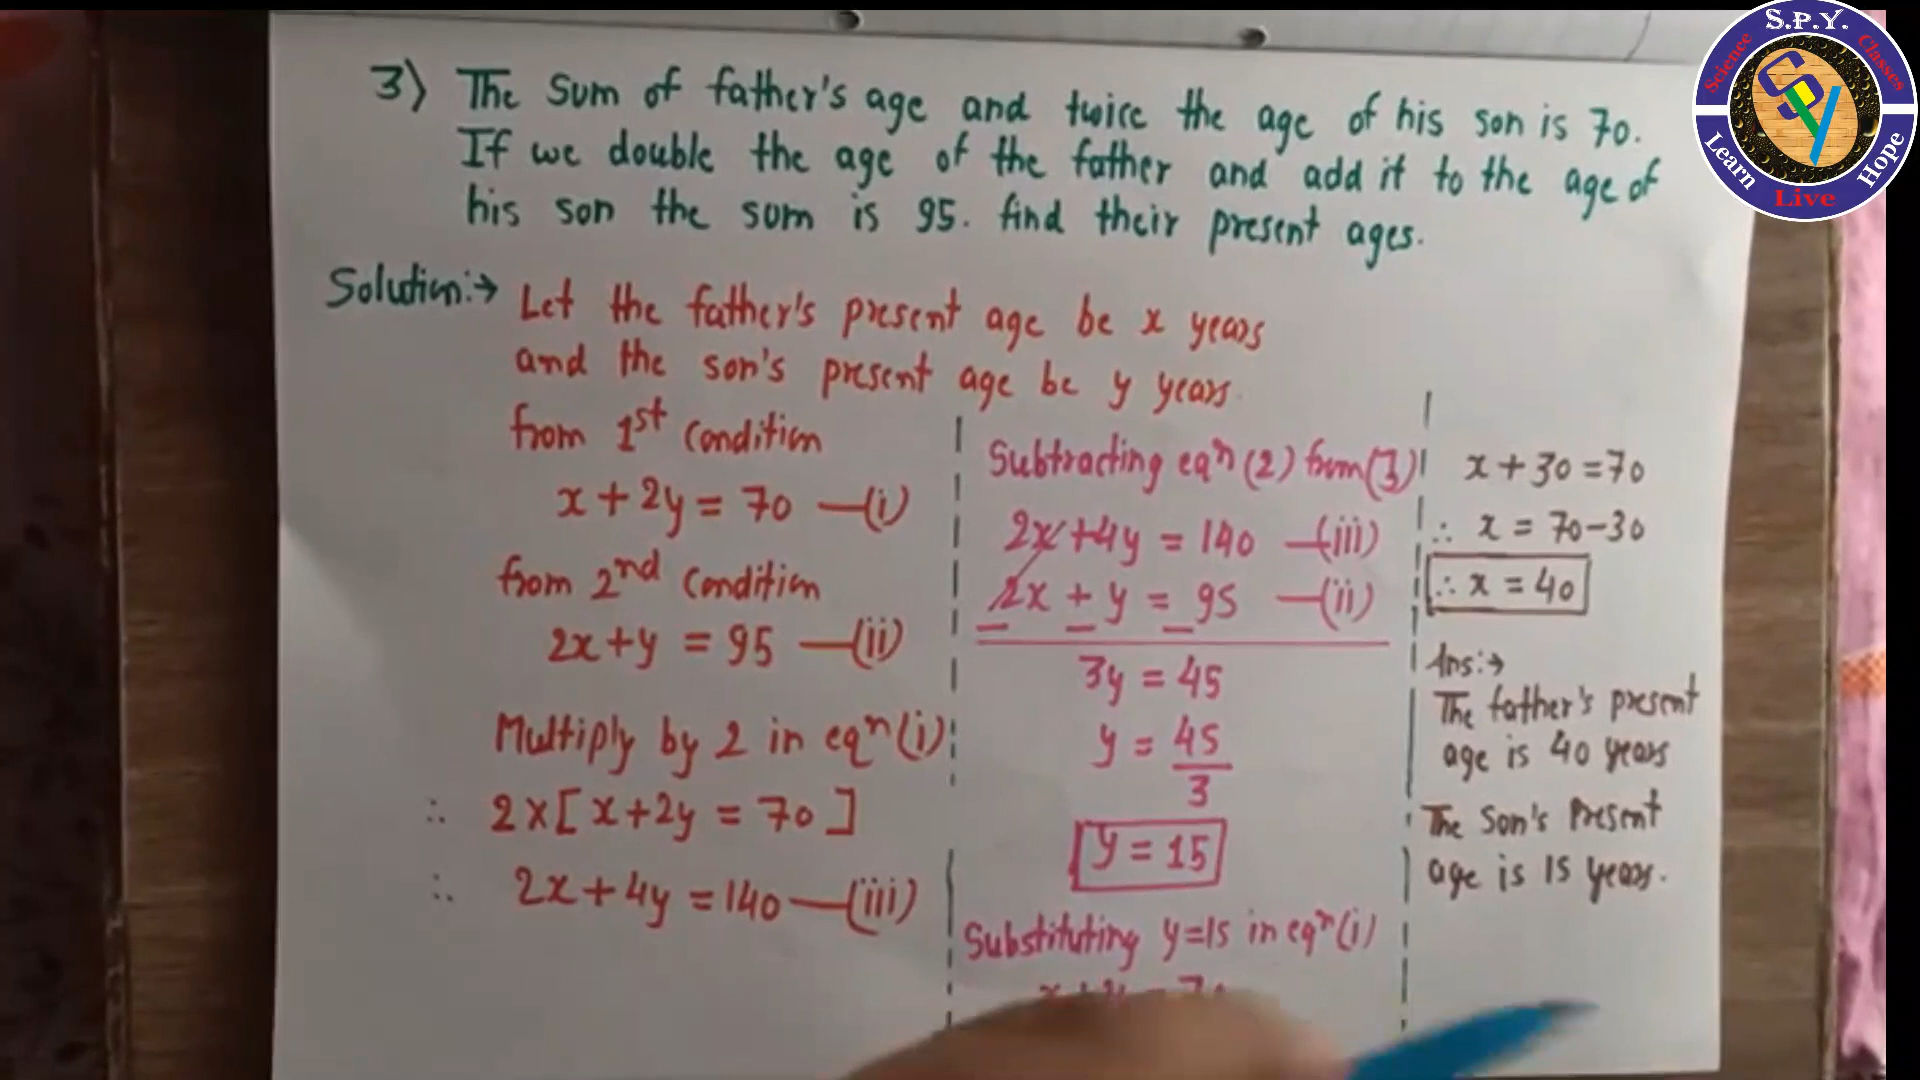 3) The Sum of father's age and twice the age of his son is 70.
If we double the age of the father and add it to the age of
his son the sum is 95. find their present ages.
Solution:→ Let the father's present age be x years
and the son's present age be y years.
from 1st Condition
x + 2y = 70 —(i)
from 2nd Condition
2x + y = 95 —(ii)
Multiply by 2 in eqn (i)
∴ 2 x [ x + 2y = 70 ]
∴ 2x + 4y = 140 —(iii)
Subtracting eqn (2) from (3)
2x + 4y = 140 —(iii)
2x + y = 95 —(ii)
— — —
3y = 45
y = 45
3
y = 15
Substituting y=15 in eqn (i)
x + 30 = 70
∴ x = 70 - 30
∴ x = 40
Ans:→
The father's present
age is 40 years
The Son's Present
age is 15 years.
S.P.Y.
Science
Classes
SPY
Learn
Live
Hope